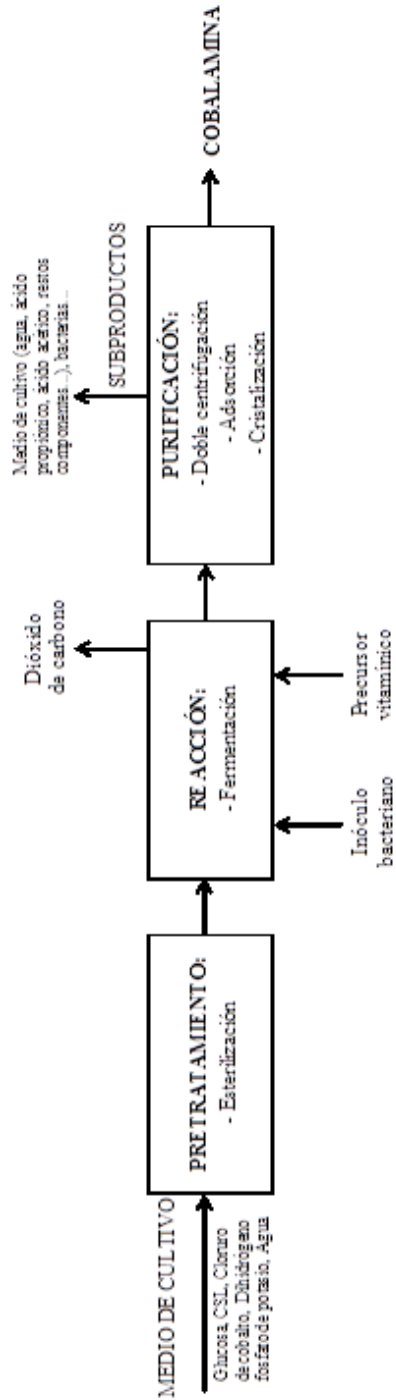 MEDIO DE CULTIVO
Glucosa, CSL, Cloruro
de cobalto, Dihidrógeno
fosfato de potasio, Agua
PRETRATAMIENTO:
- Esterilización
REACCIÓN:
- Fermentación
Inóculo
bacteriano
Precursor
vitamínico
Dióxido
de carbono
PURIFICACIÓN:
- Doble centrifugación
- Adsorción
- Cristalización
Medio de cultivo (agua, ácido
propiónico, ácido acético, restos
componentes...), bacterias...
SUBPRODUCTOS
COBALAMINA